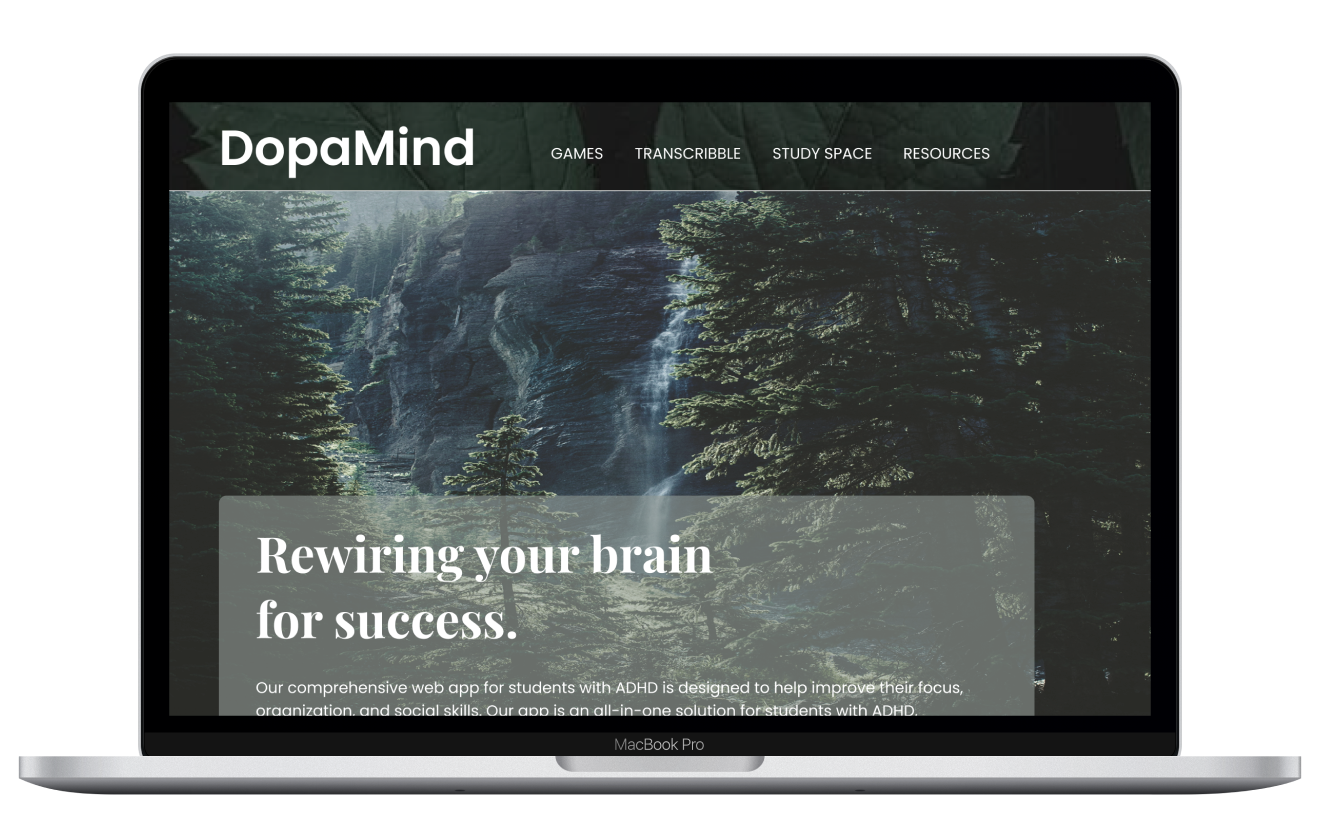 DopaMind
GAMES TRANSCRIBBLE STUDY SPACE RESOURCES
Rewiring your brain
for success.
Our comprehensive web app for students with ADHD is designed to help improve their focus,
organization, and social skills. Our app is an all-in-one solution for students with ADHD.
MacBook Pro